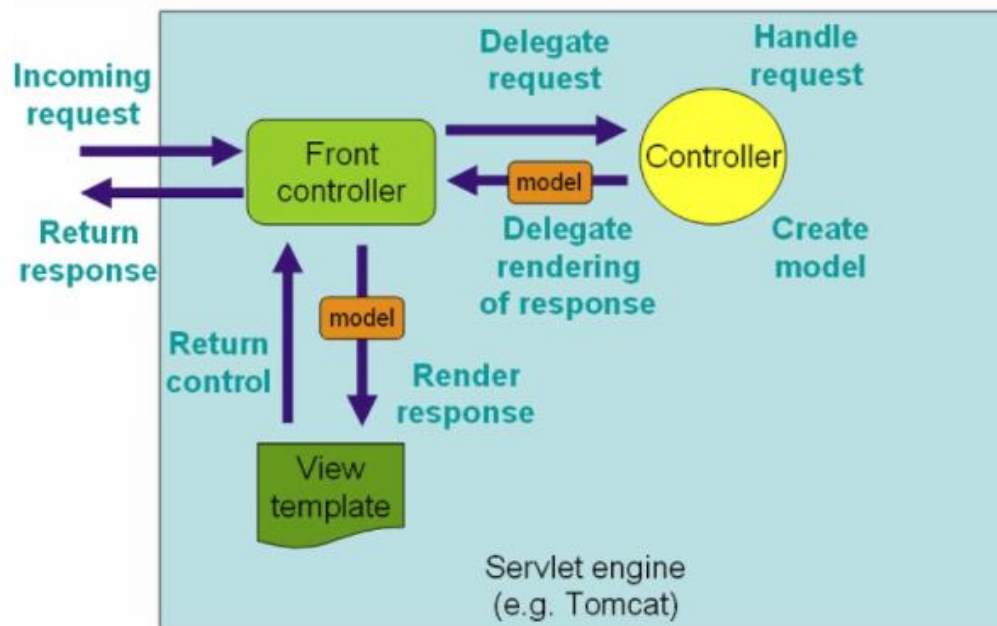 Incoming
request
Return
response
Front
controller
Delegate
request
Handle
request
Controller
model
Delegate
rendering
of response
Create
model
Return
control
model
Render
response
View
template
Servlet engine
(e.g. Tomcat)